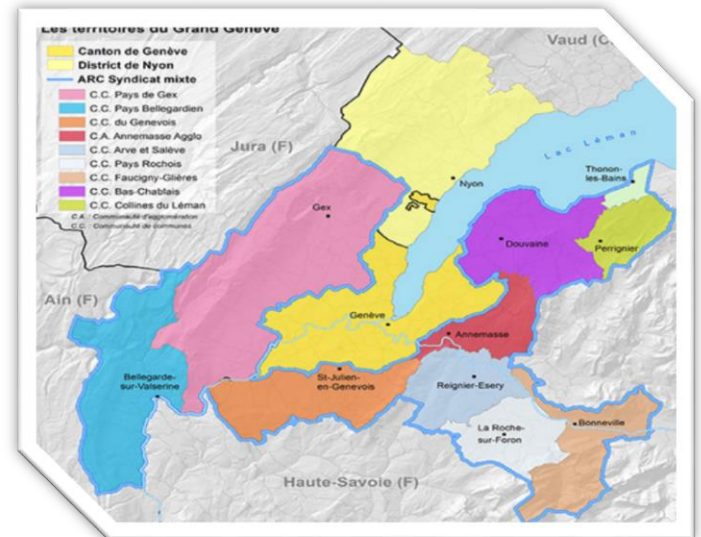 Les territoires du Grand Genève
Canton de Genève
District de Nyon
ARC Syndicat mixte
C.C. Pays de Gex
C.C. Pays Bellegardien
C.C. du Genevois
C.A. Annemasse Agglo
C.C. Arve et Salève
C.C. Pays Rochois
C.C. Faucigny-Glières
C.C. Bas-Chablais
C.C. Collines du Léman
C.A. : Communauté d'agglomération
C.C. : Communauté de communes
Vaud (C
Jura (F)
Lac Léman
Thonon-
les-Bains
Nyon
Gex
Douvaine
Perrignier
Ain (F)
Genève
Annemasse
Bellegarde-
sur-Valserine
St-Julien-
en-Genevois
Reignier-Esery
La Roche-
sur-Foron
Bonneville
Haute-Savoie (F)